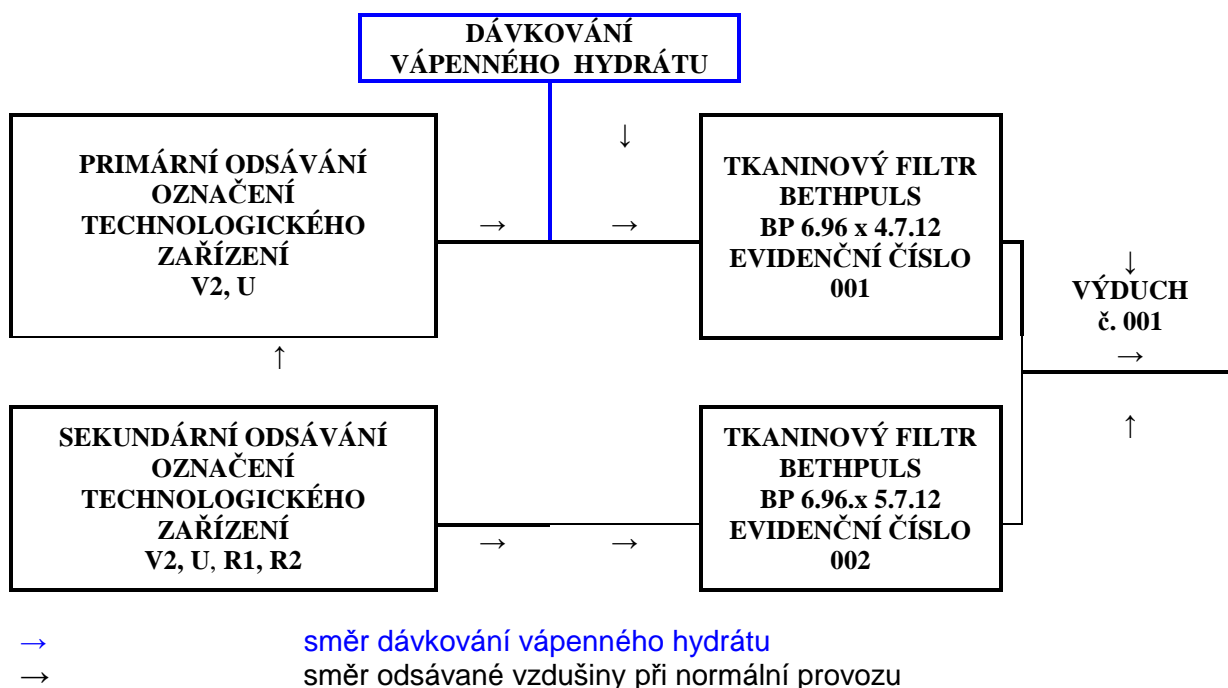 DÁVKOVÁNÍ
VÁPENNÉHO HYDRÁTU
↓
PRIMÁRNÍ ODSÁVÁNÍ
OZNAČENÍ
TECHNOLOGICKÉHO
ZAŘÍZENÍ
V2, U
→ →
TKANINOVÝ FILTR
BETHPULS
BP 6.96 x 4.7.12
EVIDENČNÍ ČÍSLO
001
↓
VÝDUCH
č. 001
→
↑
↑
SEKUNDÁRNÍ ODSÁVÁNÍ
OZNAČENÍ
TECHNOLOGICKÉHO
ZAŘÍZENÍ
V2, U, R1, R2
→ →
TKANINOVÝ FILTR
BETHPULS
BP 6.96.x 5.7.12
EVIDENČNÍ ČÍSLO
002
→ směr dávkování vápenného hydrátu
→ směr odsávané vzdušiny při normální provozu